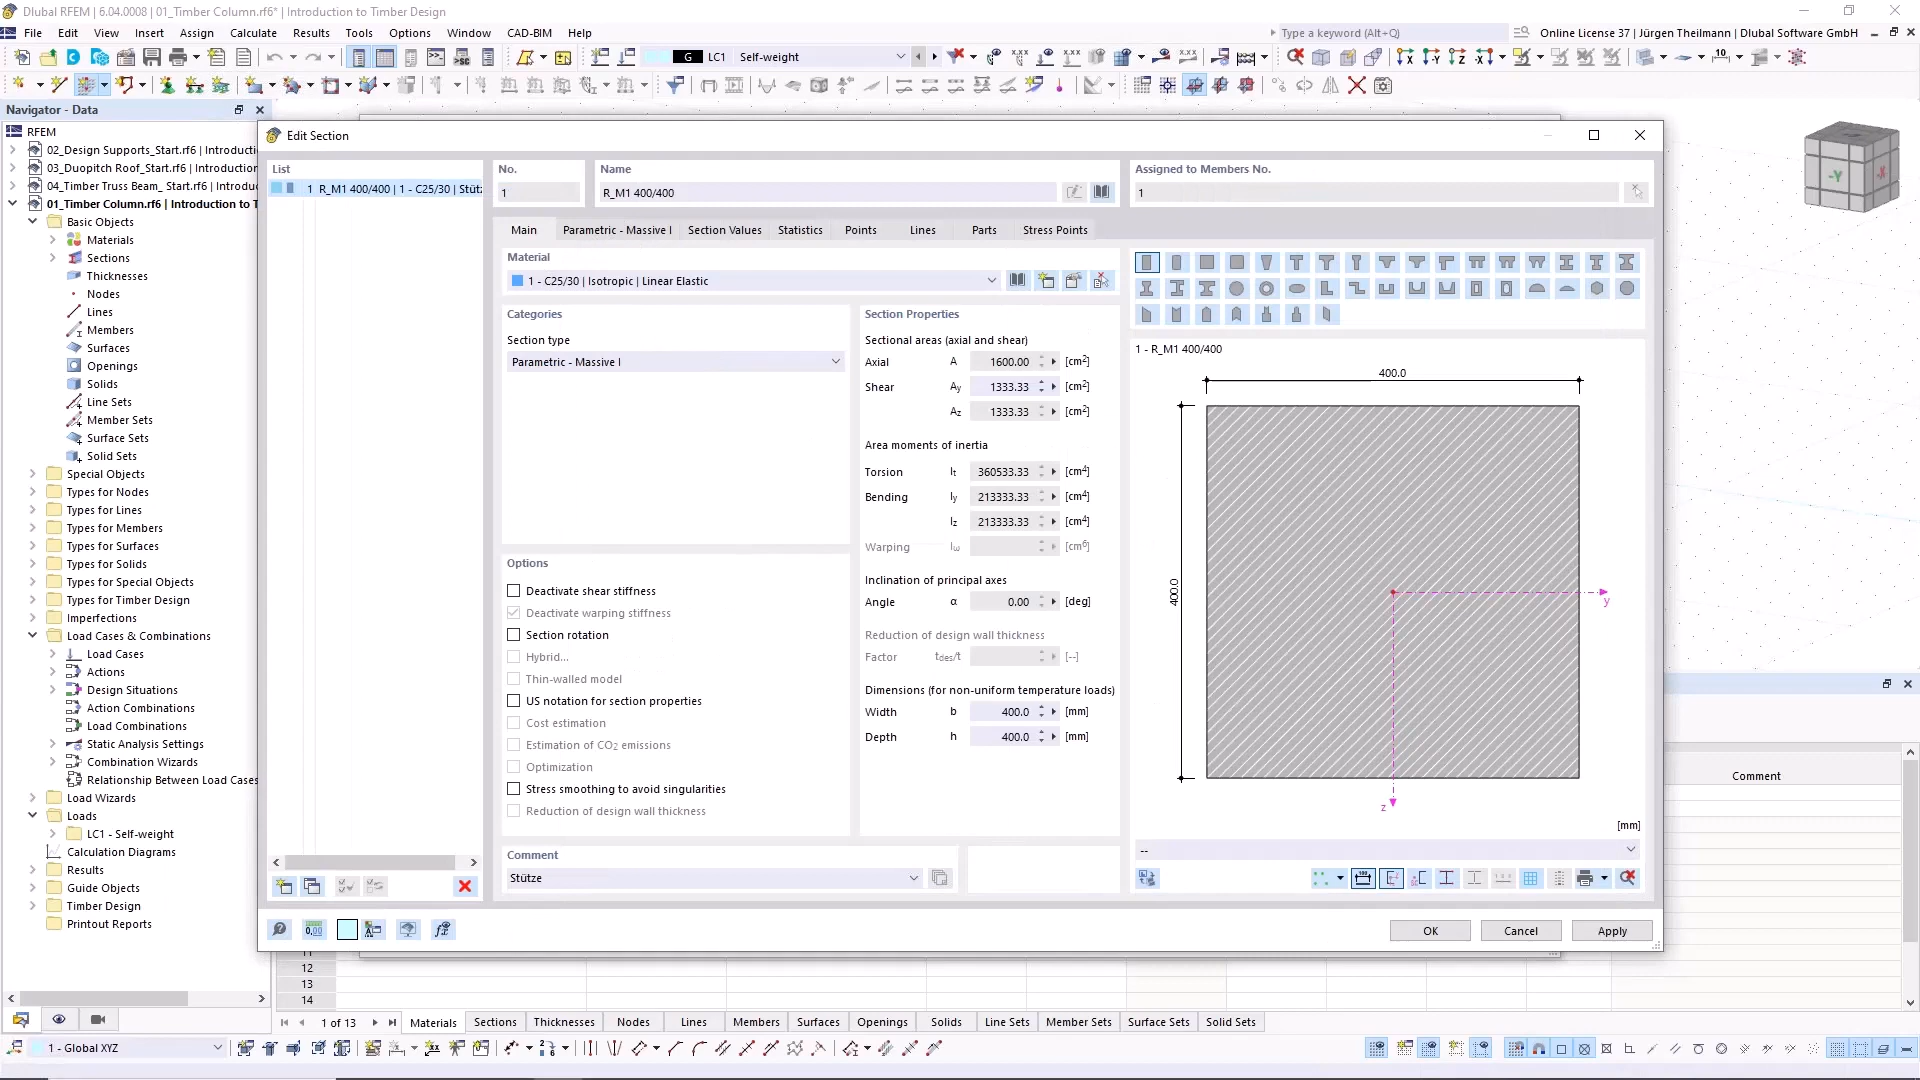 Dlubal RFEM | 6.04.0008 | 01_Timber Column.rf6* | Introduction to Timber Design
File Edit View Insert Assign Calculate Results Tools Options Window CAD-BIM Help
Type a keyword (Alt+Q)
Online License 37 | Jürgen Theilmann | Dlubal Software GmbH
G LC1 Self-weight
Navigator - Data
RFEM
02_Design Supports_Start.rf6 | Introducti
03_Duopitch Roof_Start.rf6 | Introduction
04_Timber Truss Beam_ Start.rf6 | Introdu
01_Timber Column.rf6 | Introduction to T
Basic Objects
Materials
Sections
Thicknesses
Nodes
Lines
Members
Surfaces
Openings
Solids
Line Sets
Member Sets
Surface Sets
Solid Sets
Special Objects
Types for Nodes
Types for Lines
Types for Members
Types for Surfaces
Types for Solids
Types for Special Objects
Types for Timber Design
Imperfections
Load Cases & Combinations
Load Cases
Actions
Design Situations
Action Combinations
Load Combinations
Static Analysis Settings
Combination Wizards
Relationship Between Load Cases
Load Wizards
Loads
LC1 - Self-weight
Calculation Diagrams
Results
Guide Objects
Timber Design
Printout Reports
Edit Section
List
1 R_M1 400/400 | 1 - C25/30 | Stütz
No.
1
Name
R_M1 400/400
Assigned to Members No.
1
Main Parametric - Massive I Section Values Statistics Points Lines Parts Stress Points
Material
1 - C25/30 | Isotropic | Linear Elastic
Categories
Section type
Parametric - Massive I
Options
Deactivate shear stiffness
Deactivate warping stiffness
Section rotation
Hybrid...
Thin-walled model
US notation for section properties
Cost estimation
Estimation of CO2 emissions
Optimization
Stress smoothing to avoid singularities
Reduction of design wall thickness
Section Properties
Sectional areas (axial and shear)
Axial A 1600.00 [cm2]
Shear Ay 1333.33 [cm2]
Az 1333.33 [cm2]
Area moments of inertia
Torsion It 360533.33 [cm4]
Bending Iy 213333.33 [cm4]
Iz 213333.33 [cm4]
Warping Iω [cm6]
Inclination of principal axes
Angle α 0.00 [deg]
Reduction of design wall thickness
Factor tdes/t [--]
Dimensions (for non-uniform temperature loads)
Width b 400.0 [mm]
Depth h 400.0 [mm]
Comment
Stütze
1 - R_M1 400/400
400.0
400.0
y
z
[mm]
--
OK Cancel Apply
-Y
-X
Comment
11
12
13
14
1 of 13 Materials Sections Thicknesses Nodes Lines Members Surfaces Openings Solids Line Sets Member Sets Surface Sets Solid Sets
1 - Global XYZ